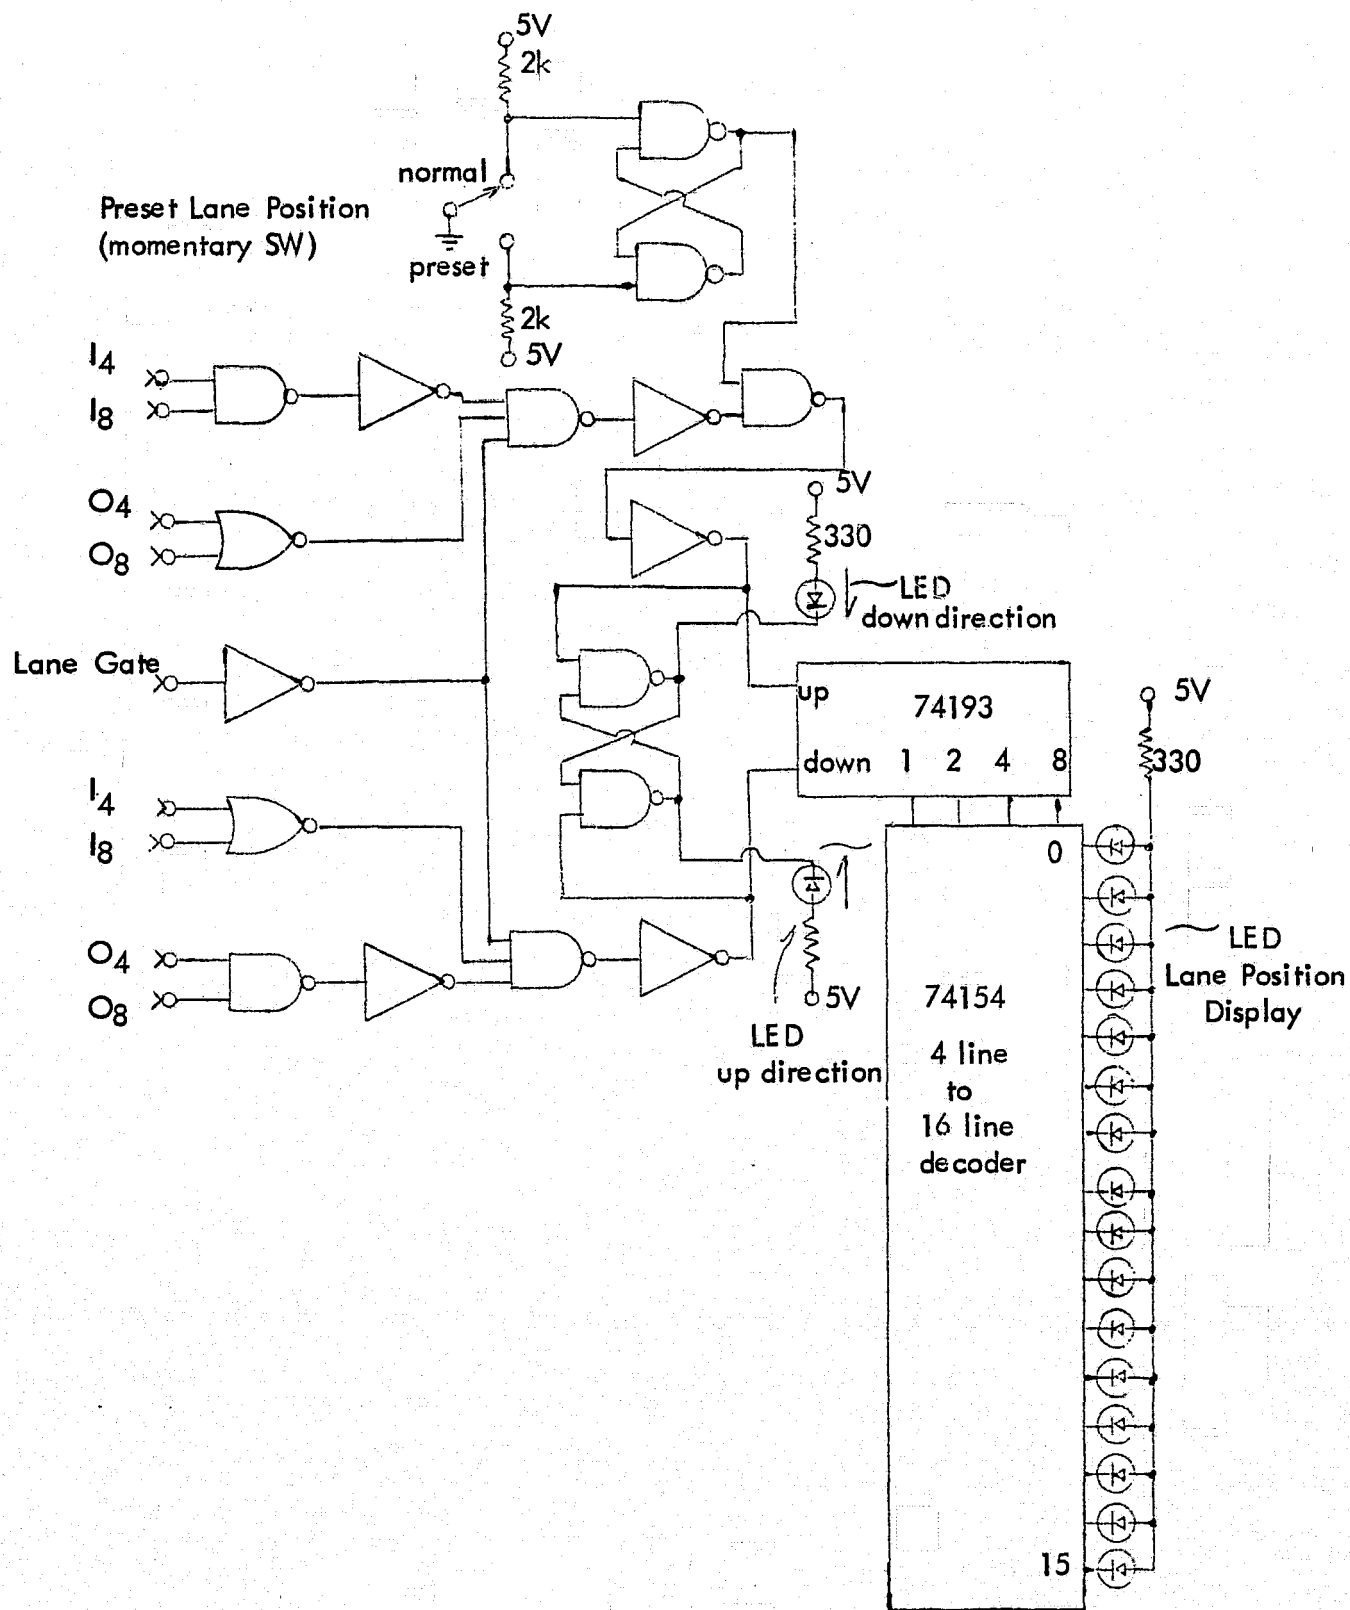 5V
2k
normal
Preset Lane Position
(momentary SW)
preset
2k
5V
I4
I8
O4
O8
5V
330
LED
down direction
Lane Gate
up
74193
5V
down 1 2 4 8
330
I4
I8
0
O4
O8
LED
Lane Position
Display
5V
74154
LED
up direction
4 line
to
16 line
decoder
15